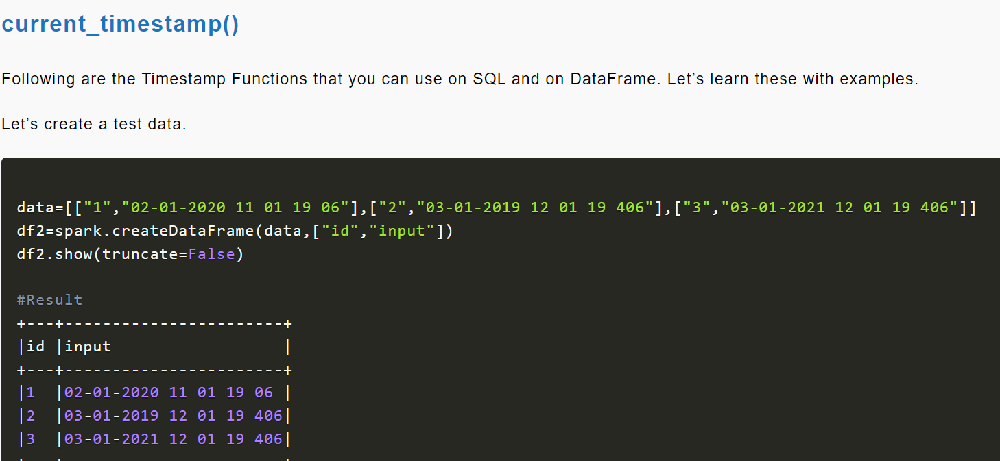 current_timestamp()
Following are the Timestamp Functions that you can use on SQL and on DataFrame. Let’s learn these with examples.
Let’s create a test data.
data=[["1","02-01-2020 11 01 19 06"],["2","03-01-2019 12 01 19 406"],["3","03-01-2021 12 01 19 406"]]
df2=spark.createDataFrame(data,["id","input"])
df2.show(truncate=False)
#Result
+---+-----------------------+
|id |input                  |
+---+-----------------------+
|1  |02-01-2020 11 01 19 06 |
|2  |03-01-2019 12 01 19 406|
|3  |03-01-2021 12 01 19 406|